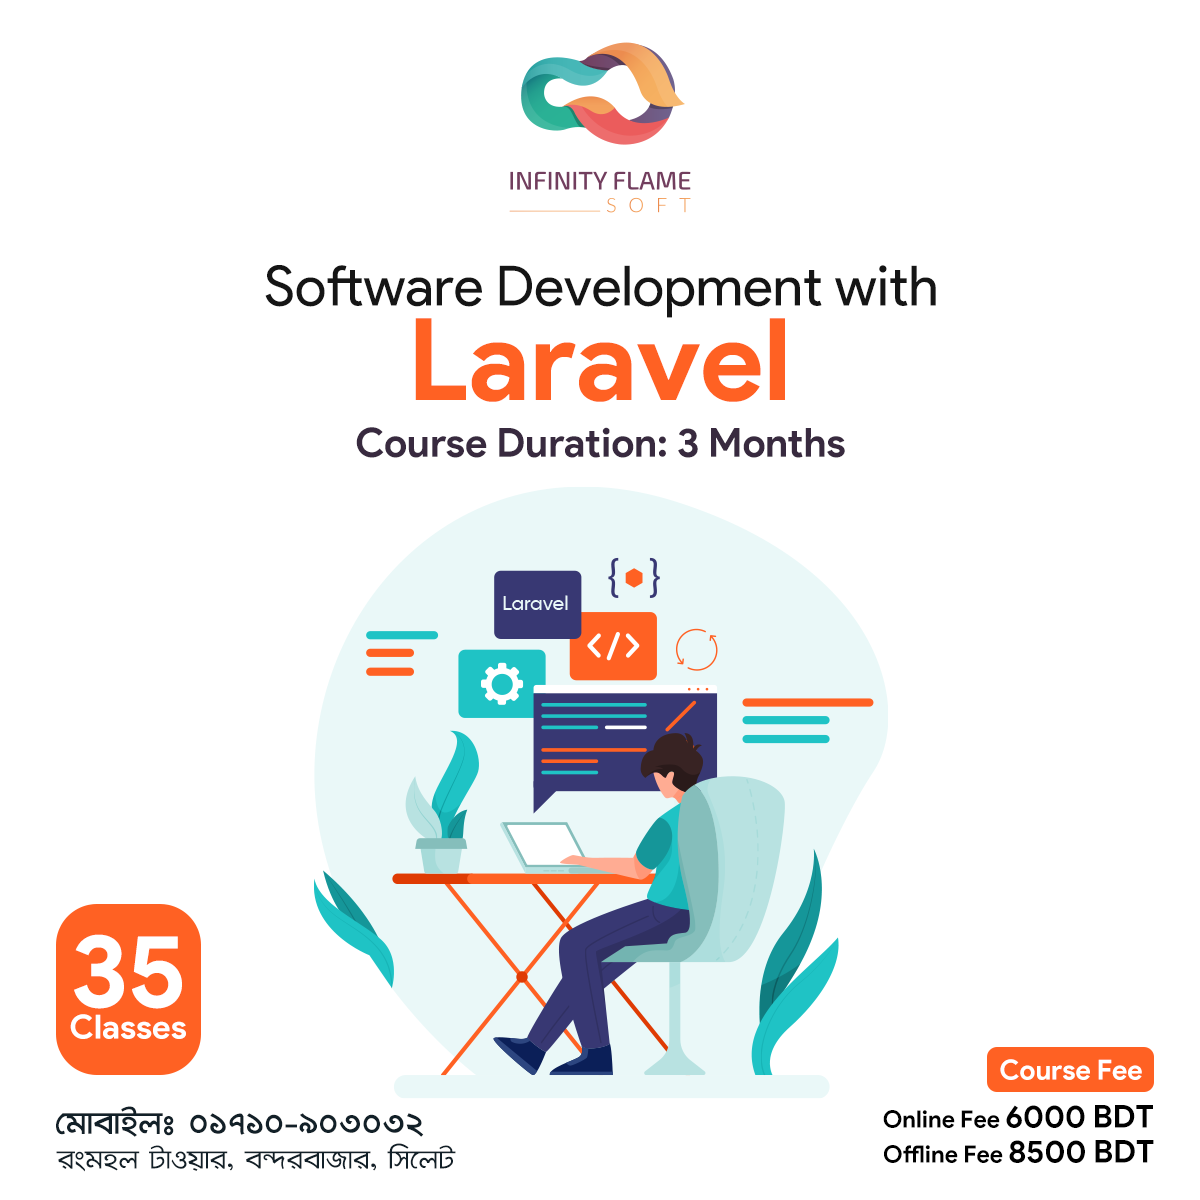 INFINITY FLAME
SOFT
Software Development with
Laravel
Course Duration: 3 Months
Laravel
{ }
</>
35
Classes
মোবাইলঃ ০১৭১০-৯০৩০৩২
রংমহল টাওয়ার, বন্দরবাজার, সিলেট
Course Fee
Online Fee 6000 BDT
Offline Fee 8500 BDT